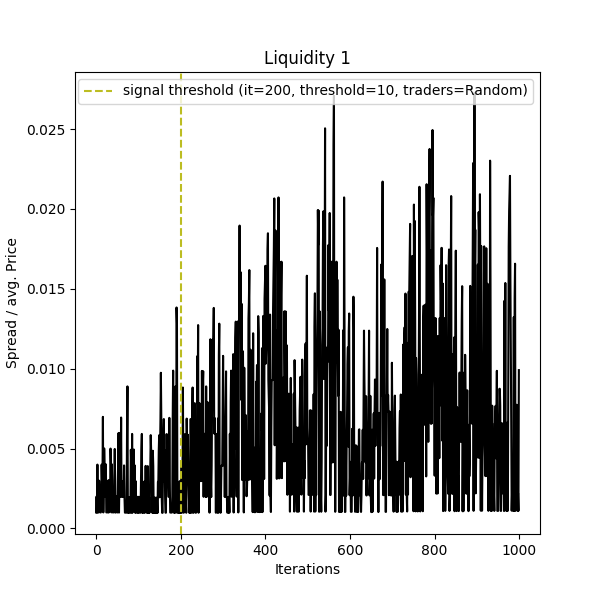 Liquidity 1
signal threshold (it=200, threshold=10, traders=Random)
0.025
0.020
0.015
0.010
0.005
0.000
Spread / avg. Price
0 200 400 600 800 1000
Iterations